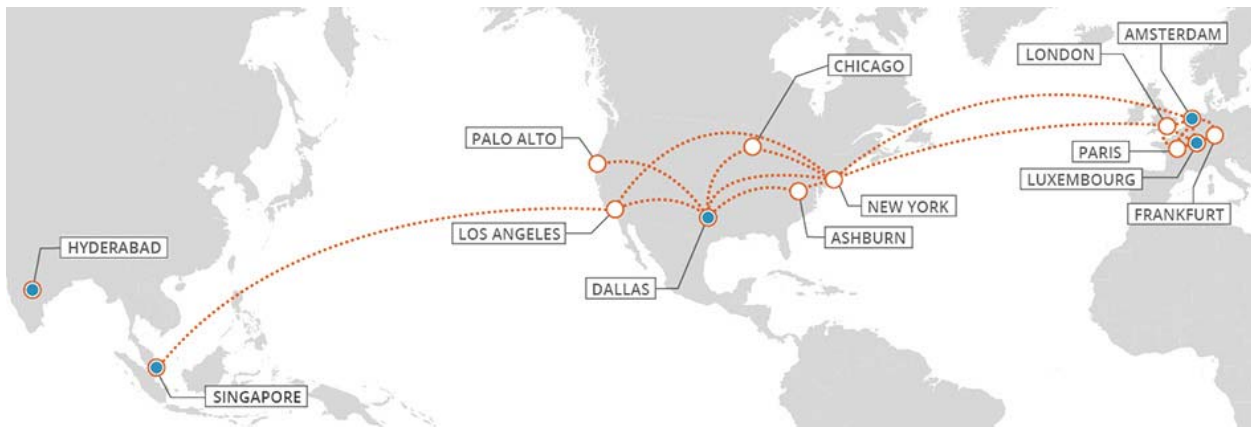 AMSTERDAM
LONDON
CHICAGO
PALO ALTO
PARIS
LUXEMBOURG
NEW YORK
FRANKFURT
LOS ANGELES
ASHBURN
HYDERABAD
DALLAS
SINGAPORE